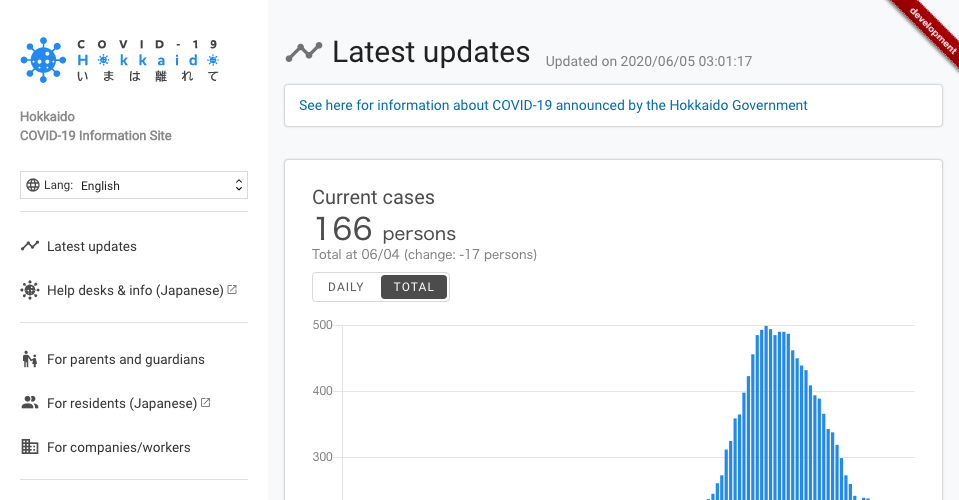 COVID-19
Hokkaido
いまは離れて
Hokkaido
COVID-19 Information Site
Lang: English
Latest updates
Help desks & info (Japanese)
For parents and guardians
For residents (Japanese)
For companies/workers
development
Latest updates
Updated on 2020/06/05 03:01:17
See here for information about COVID-19 announced by the Hokkaido Government
Current cases
166 persons
Total at 06/04 (change: -17 persons)
DAILY TOTAL
500
400
300